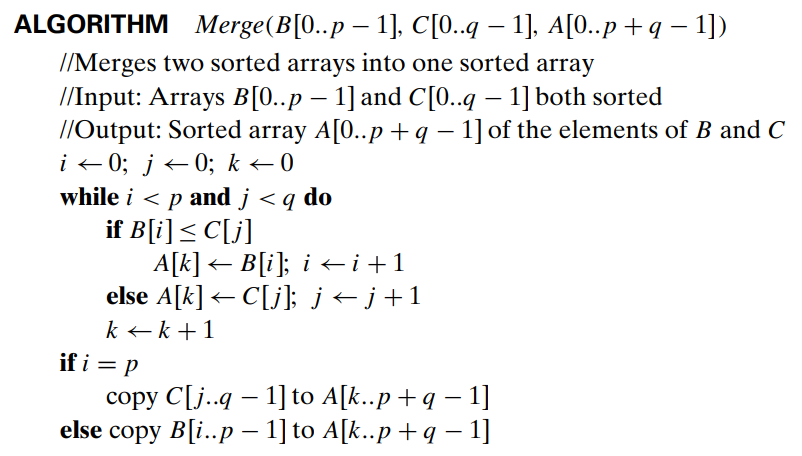 ALGORITHM Merge(B[0..p − 1], C[0..q − 1], A[0..p + q − 1])
//Merges two sorted arrays into one sorted array
//Input: Arrays B[0..p − 1] and C[0..q − 1] both sorted
//Output: Sorted array A[0..p + q − 1] of the elements of B and C
i ← 0; j ← 0; k ← 0
while i < p and j < q do
if B[i] ≤ C[j]
A[k] ← B[i]; i ← i + 1
else A[k] ← C[j]; j ← j + 1
k ← k + 1
if i = p
copy C[j..q − 1] to A[k..p + q − 1]
else copy B[i..p − 1] to A[k..p + q − 1]